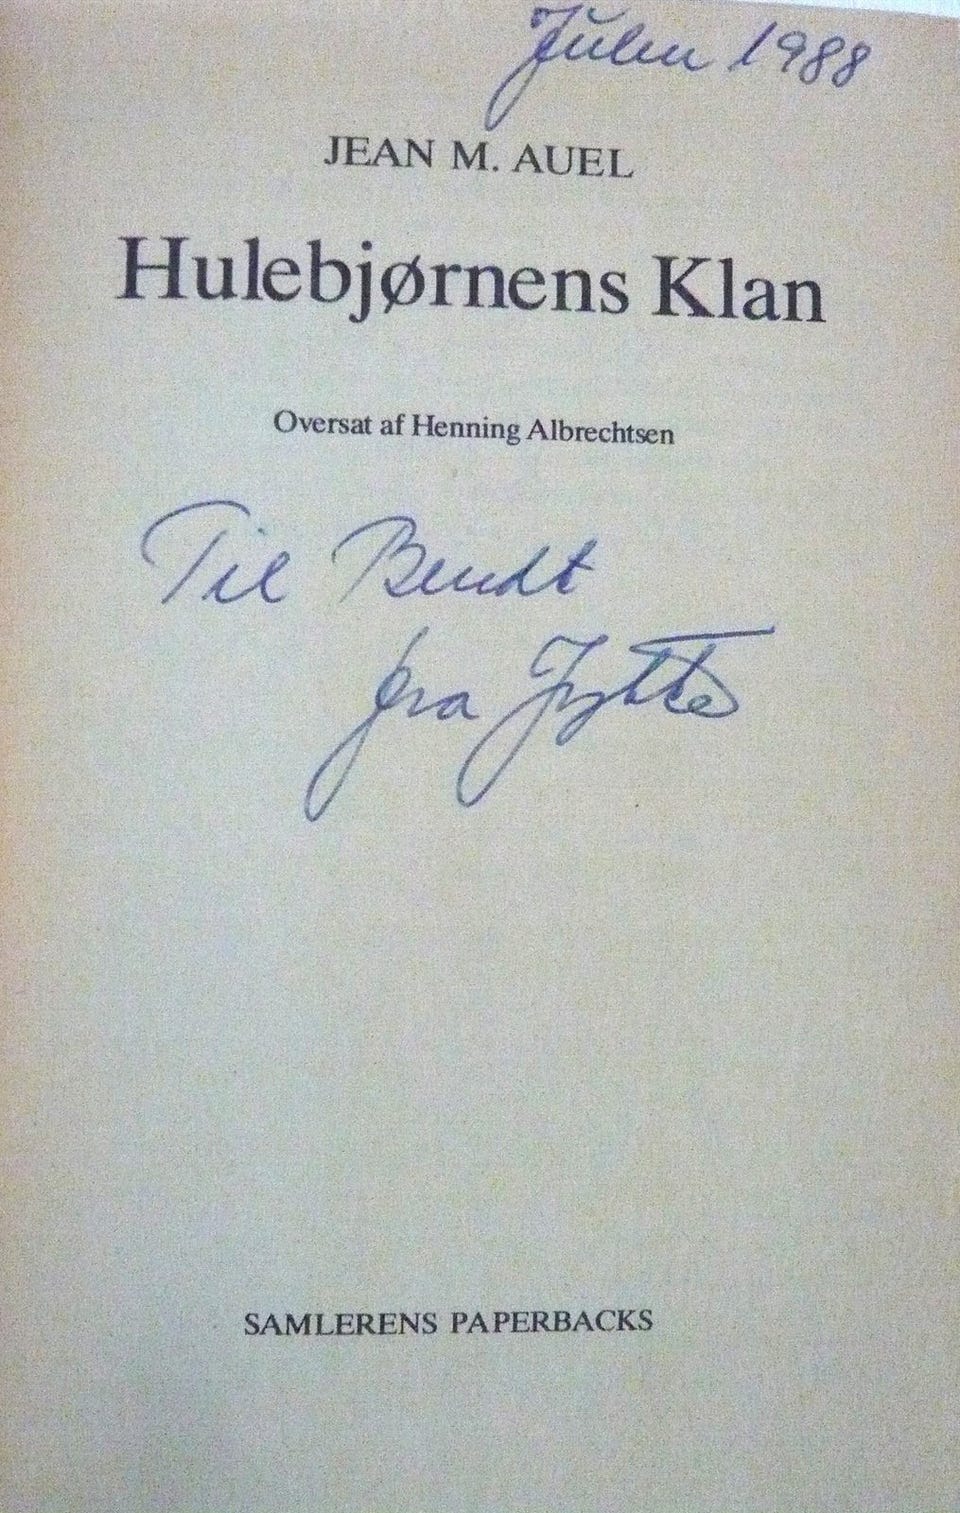 Julen 1988
JEAN M. AUEL
Hulebjørnens Klan
Oversat af Henning Albrechtsen
Til Bendt
fra Jytte
SAMLERENS PAPERBACKS